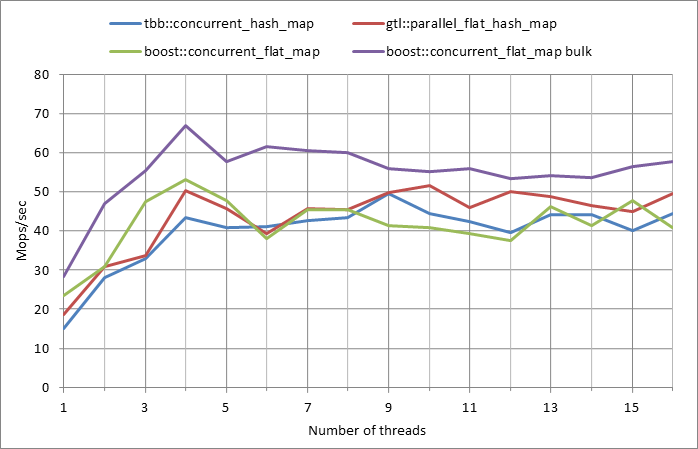 tbb::concurrent_hash_map gtl::parallel_flat_hash_map
boost::concurrent_flat_map boost::concurrent_flat_map bulk
80
70
60
50
40
30
20
10
0
Mops/sec
1 3 5 7 9 11 13 15
Number of threads